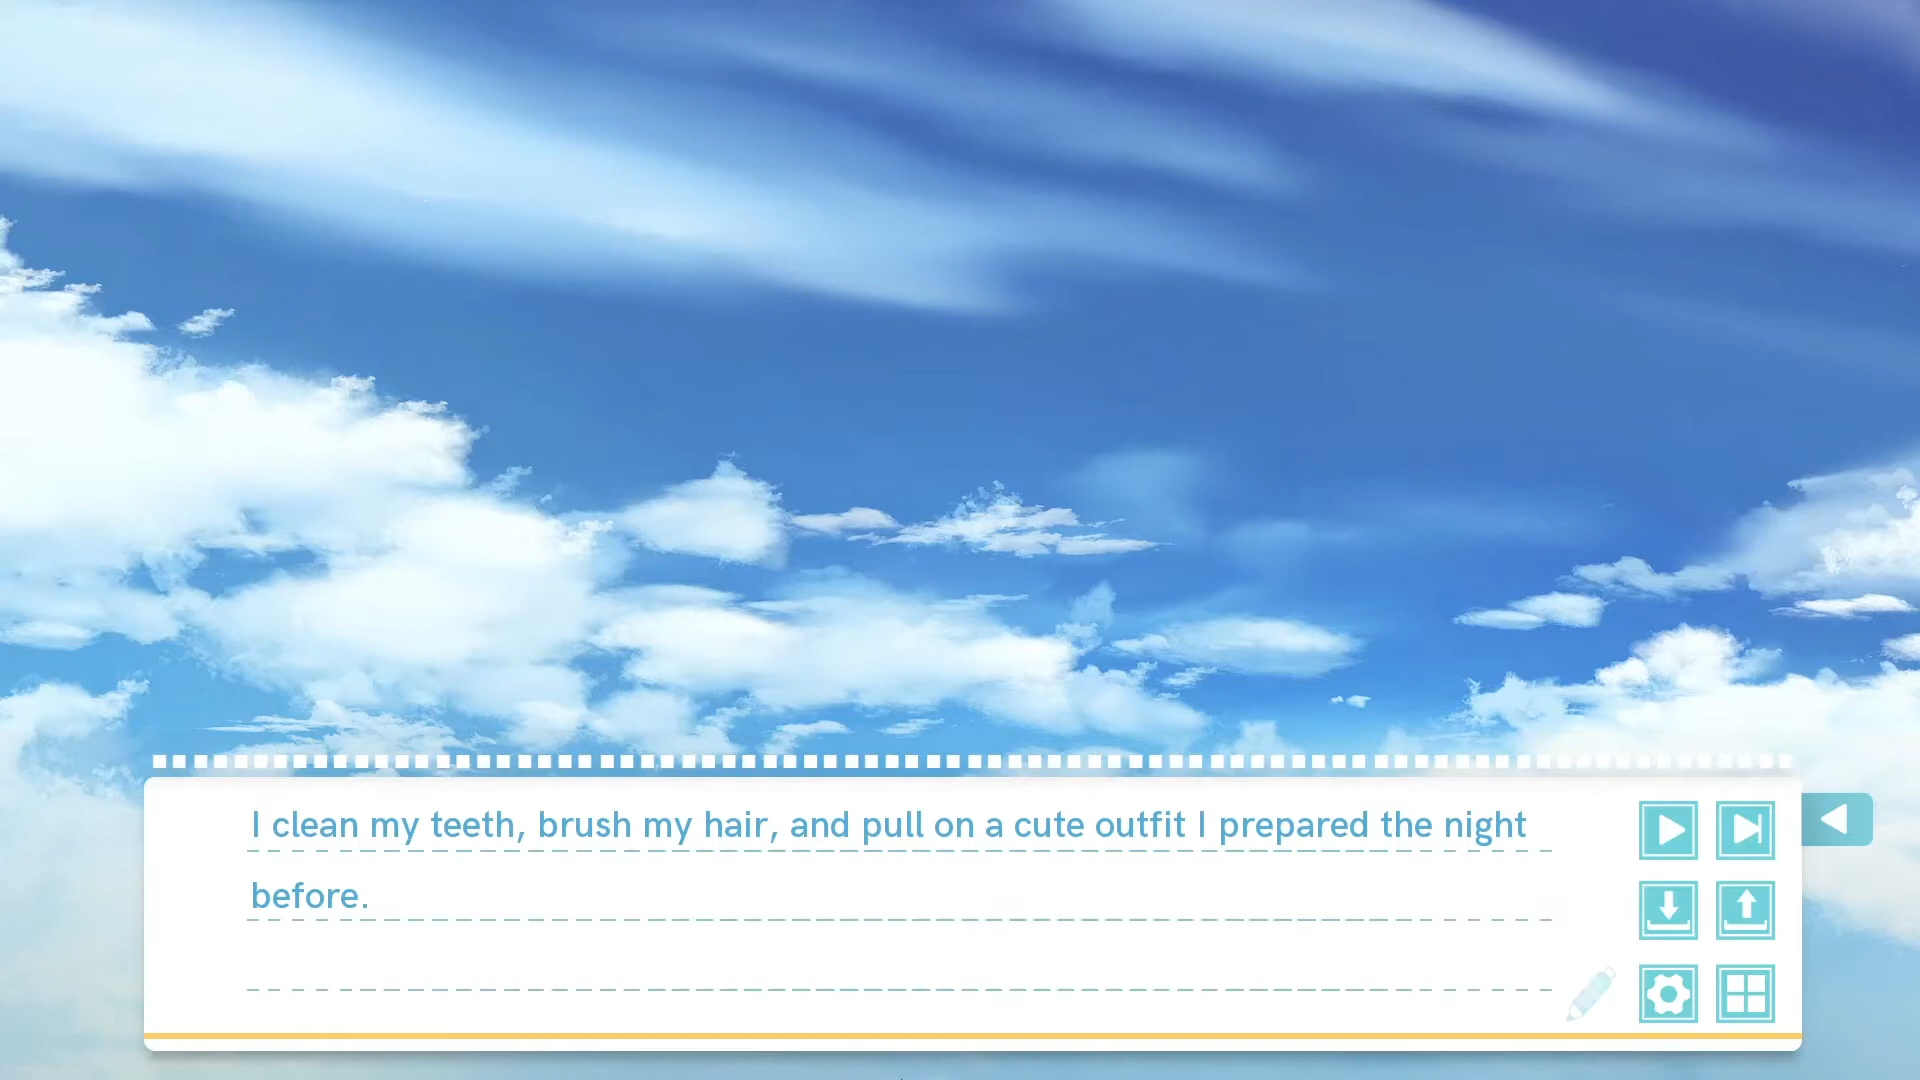 I clean my teeth, brush my hair, and pull on a cute outfit I prepared the night
before.